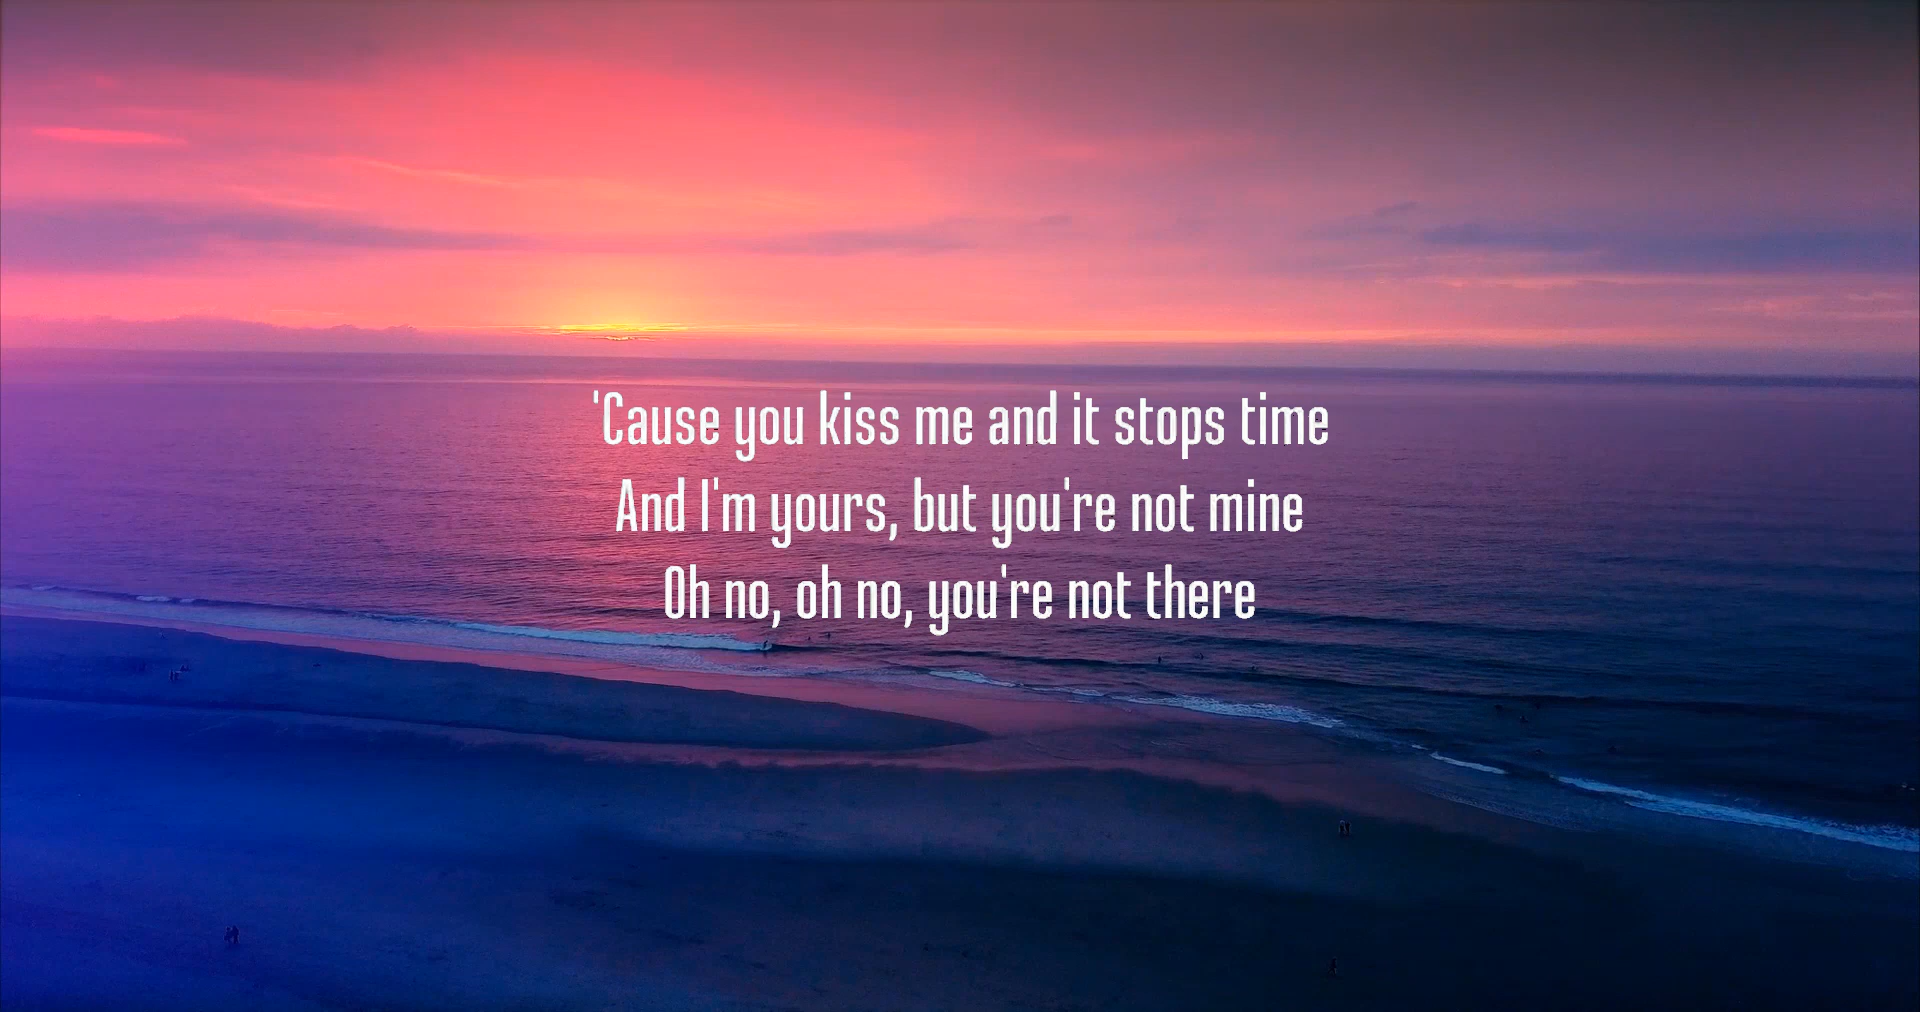 'Cause you kiss me and it stops time
And I'm yours, but you're not mine
Oh no, oh no, you're not there